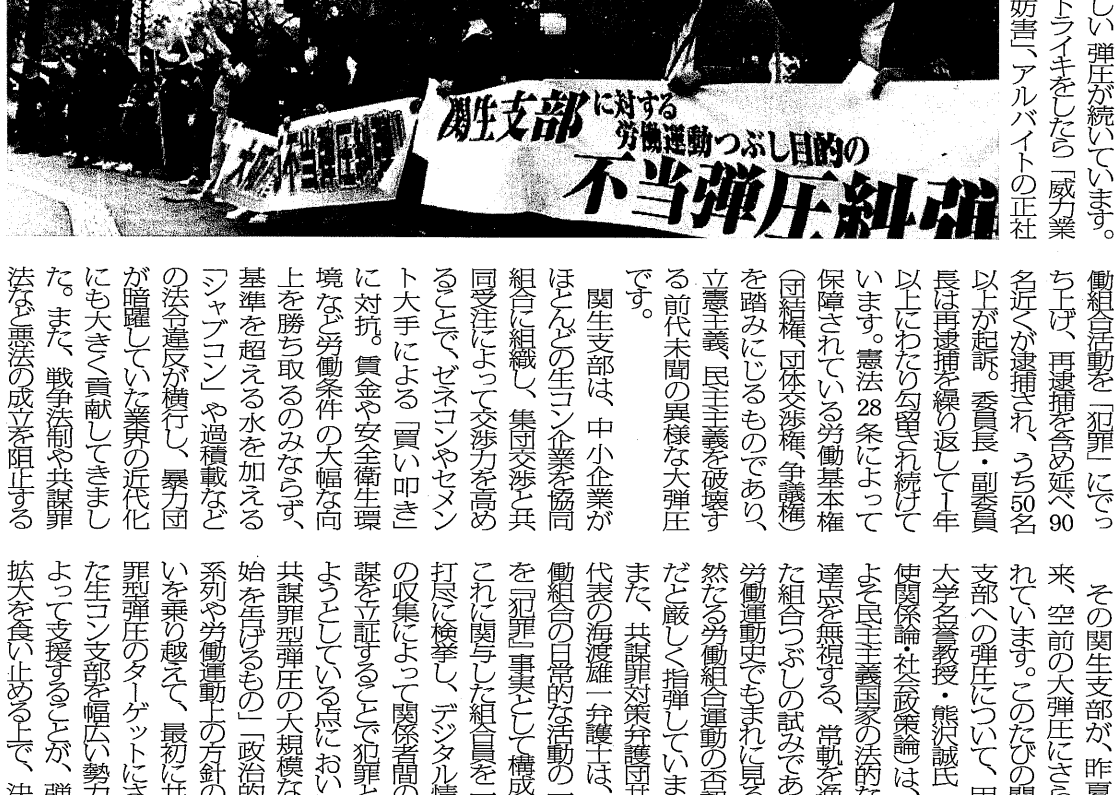 しい弾圧が続いています。
トライキをしたら「威力業
妨害」、アルバイトの正社
関生支部に対する
労働運動つぶし目的の
不当弾圧糾弾
不当弾圧
働組合活動を「犯罪」にでっ
ち上げ、再逮捕を含め延べ90
名近くが逮捕され、うち50名
以上が起訴。委員長・副委員
長は再逮捕を繰り返して1年
以上にわたり勾留され続けて
います。憲法28条によって
保障されている労働基本権
(団結権、団体交渉権、争議権)
を踏みにじるものであり、
立憲主義、民主主義を破壊す
る前代未聞の異様な大弾圧
です。
関生支部は、中小企業が
ほとんどの生コン企業を協同
組合に組織し、集団交渉と共
同受注によって交渉力を高め
ることで、ゼネコンやセメン
ト大手による「買い叩き」
に対抗。賃金や安全衛生環
境など労働条件の大幅な向
上を勝ち取るのみならず、
基準を超える水を加える
「シャブコン」や過積載など
の法令違反が横行し、暴力団
が暗躍していた業界の近代化
にも大きく貢献してきまし
た。また、戦争法制や共謀罪
法など悪法の成立を阻止する
その関生支部が、昨夏
来、空前の大弾圧にさら
れています。このたびの関
支部への弾圧について、甲
大学名誉教授・熊沢誠氏
使関係論・社会政策論)は、
よそ民主主義国家の法的な
達点を無視する、常軌を逸
た組合つぶしの試みであ
労働運動史でもまれに見る
然たる労働組合運動の否認
だと厳しく指弾していま
また、共謀罪対策弁護団共
代表の海渡雄一弁護士は、
働組合の日常的な活動の一
を『犯罪』事実として構成
これに関与した組合員を一
打尽に検挙し、デジタル情
の収集によって関係者間の
謀を立証することで犯罪と
ようとしている点におい
共謀罪型弾圧の大規模な
始を告げるもの」「政治的
系列や労働運動上の方針の
いを乗り越えて、最初に共
罪型弾圧のターゲットにさ
た生コン支部を幅広い勢力
よって支援することが、弾
拡大を食い止める上で、決